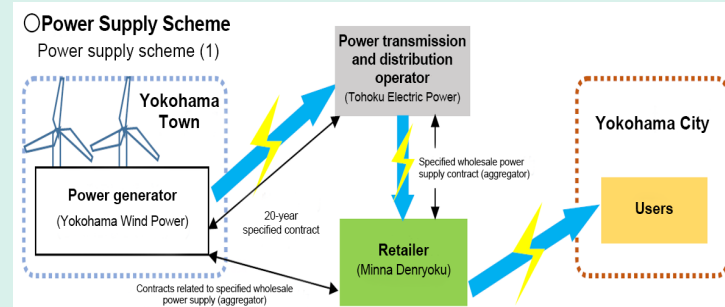 ○Power Supply Scheme
Power supply scheme (1)
Yokohama
Town
Power generator
(Yokohama Wind Power)
Power transmission
and distribution
operator
(Tohoku Electric Power)
Specified wholesale power
supply contract (aggregator)
20-year
specified contract
Retailer
(Minna Denryoku)
Contracts related to specified wholesale
power supply (aggregator)
Yokohama City
Users